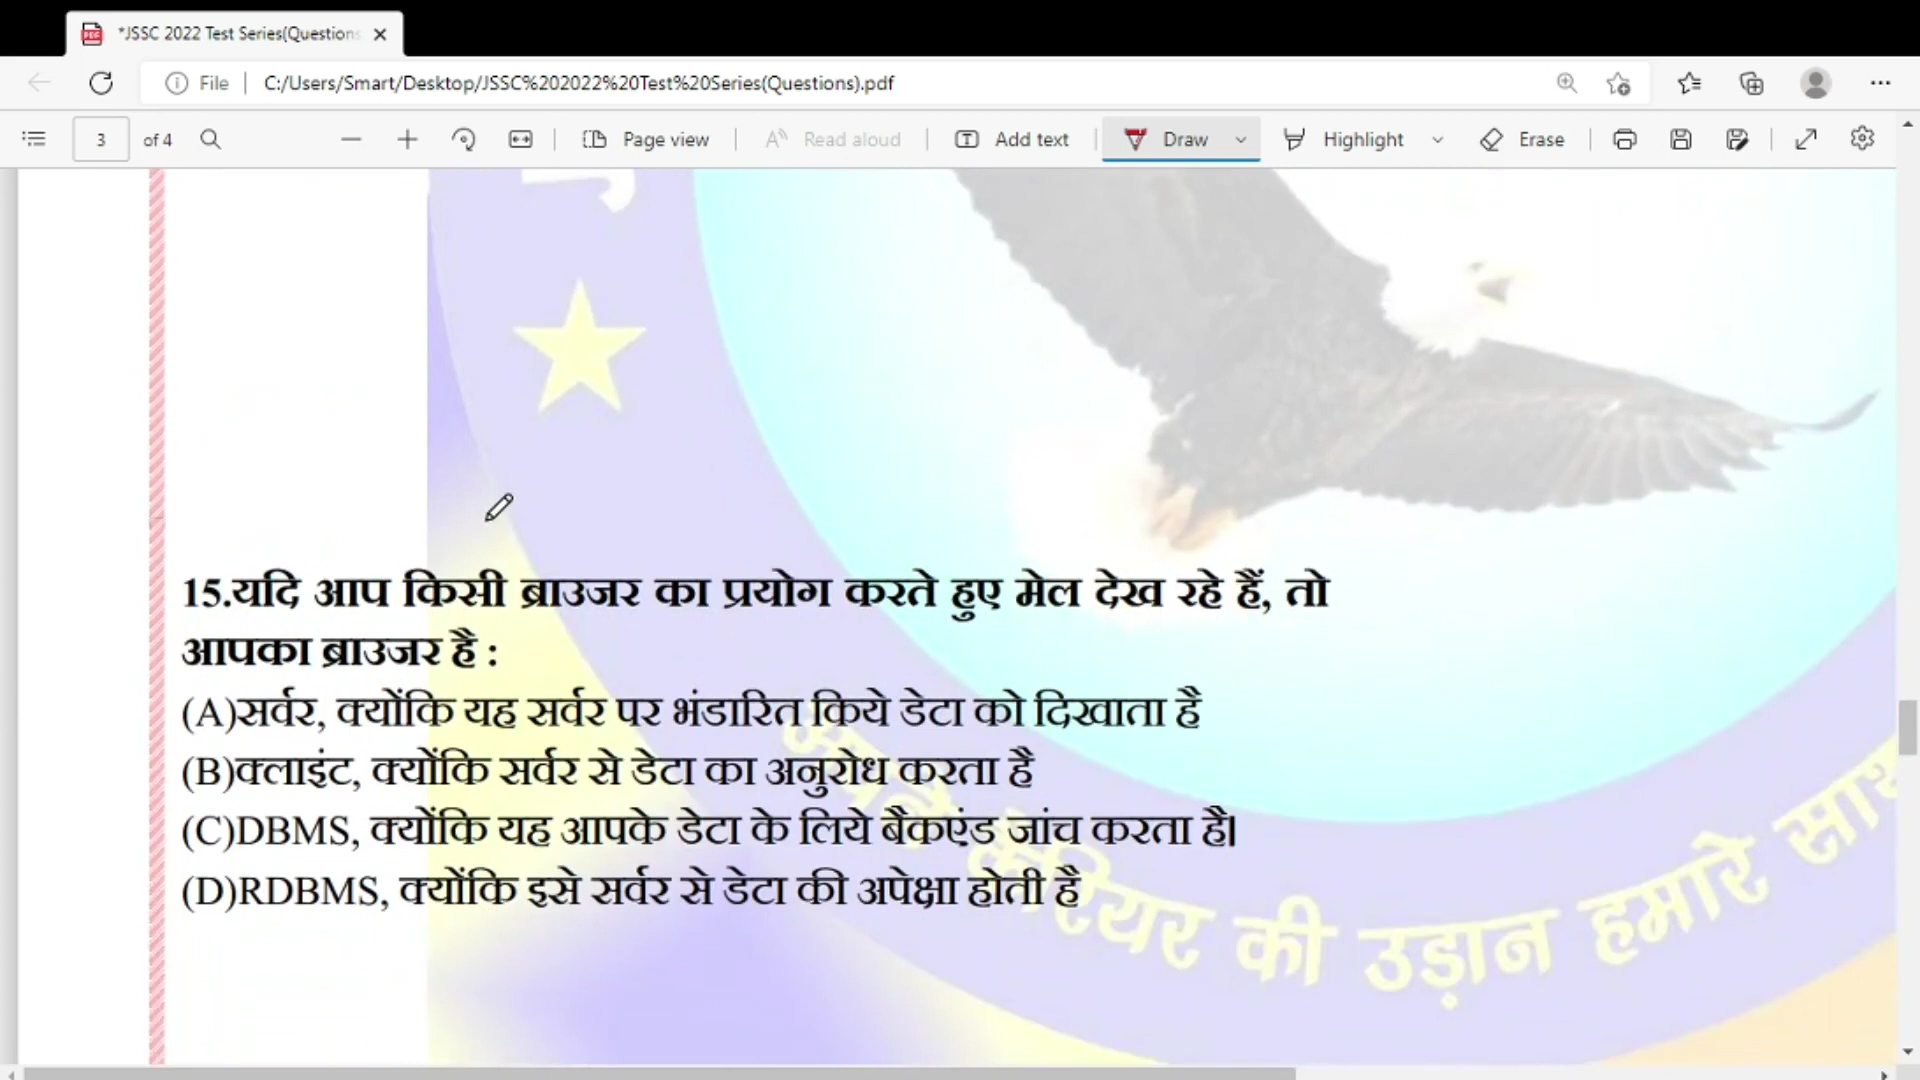 *JSSC 2022 Test Series(Question
File
C:/Users/Smart/Desktop/JSSC%202022%20Test%20Series(Questions).pdf
3 of 4
Page view
Read aloud
Add text
Draw
Highlight
Erase
15.यदि आप किसी ब्राउजर का प्रयोग करते हुए मेल देख रहे हैं, तो
आपका ब्राउजर है :
(A)सर्वर, क्योंकि यह सर्वर पर भंडारित किये डेटा को दिखाता है
(B)क्लाइंट, क्योंकि सर्वर से डेटा का अनुरोध करता है
(C)DBMS, क्योंकि यह आपके डेटा के लिये बैकएंड जांच करता है।
(D)RDBMS, क्योंकि इसे सर्वर से डेटा की अपेक्षा होती है
अपने कैरियर की उड़ान हमारे